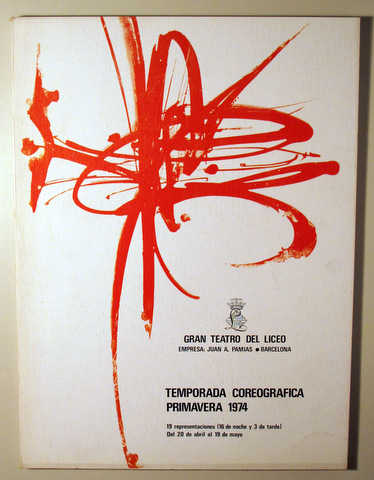 GRAN TEATRO DEL LICEO
EMPRESA: JUAN A. PAMIAS ● BARCELONA
TEMPORADA COREOGRAFICA
PRIMAVERA 1974
19 representaciones (16 de noche y 3 de tarde)
Del 20 de abril al 19 de mayo